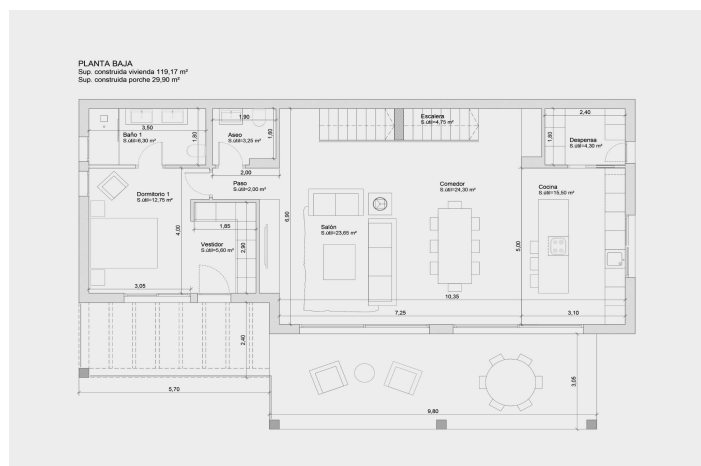 PLANTA BAJA
Sup. construida vivienda 119,17 m²
Sup. construida porche 29,90 m²
3,50
Baño 1
S.útil=6,30 m²
1,80
1,90
Aseo
S.útil=3,25 m²
1,60
Escalera
S.útil=4,75 m²
2,40
1,80
Despensa
S.útil=4,30 m²
2,00
Dormitorio 1
S.útil=12,75 m²
Paso
S.útil=2,00 m²
Comedor
S.útil=24,30 m²
Cocina
S.útil=15,50 m²
4,00
1,85
6,90
Salón
S.útil=23,65 m²
Vestidor
S.útil=5,60 m²
2,90
5,00
3,05
10,35
7,25
3,10
2,40
5,70
3,05
9,80